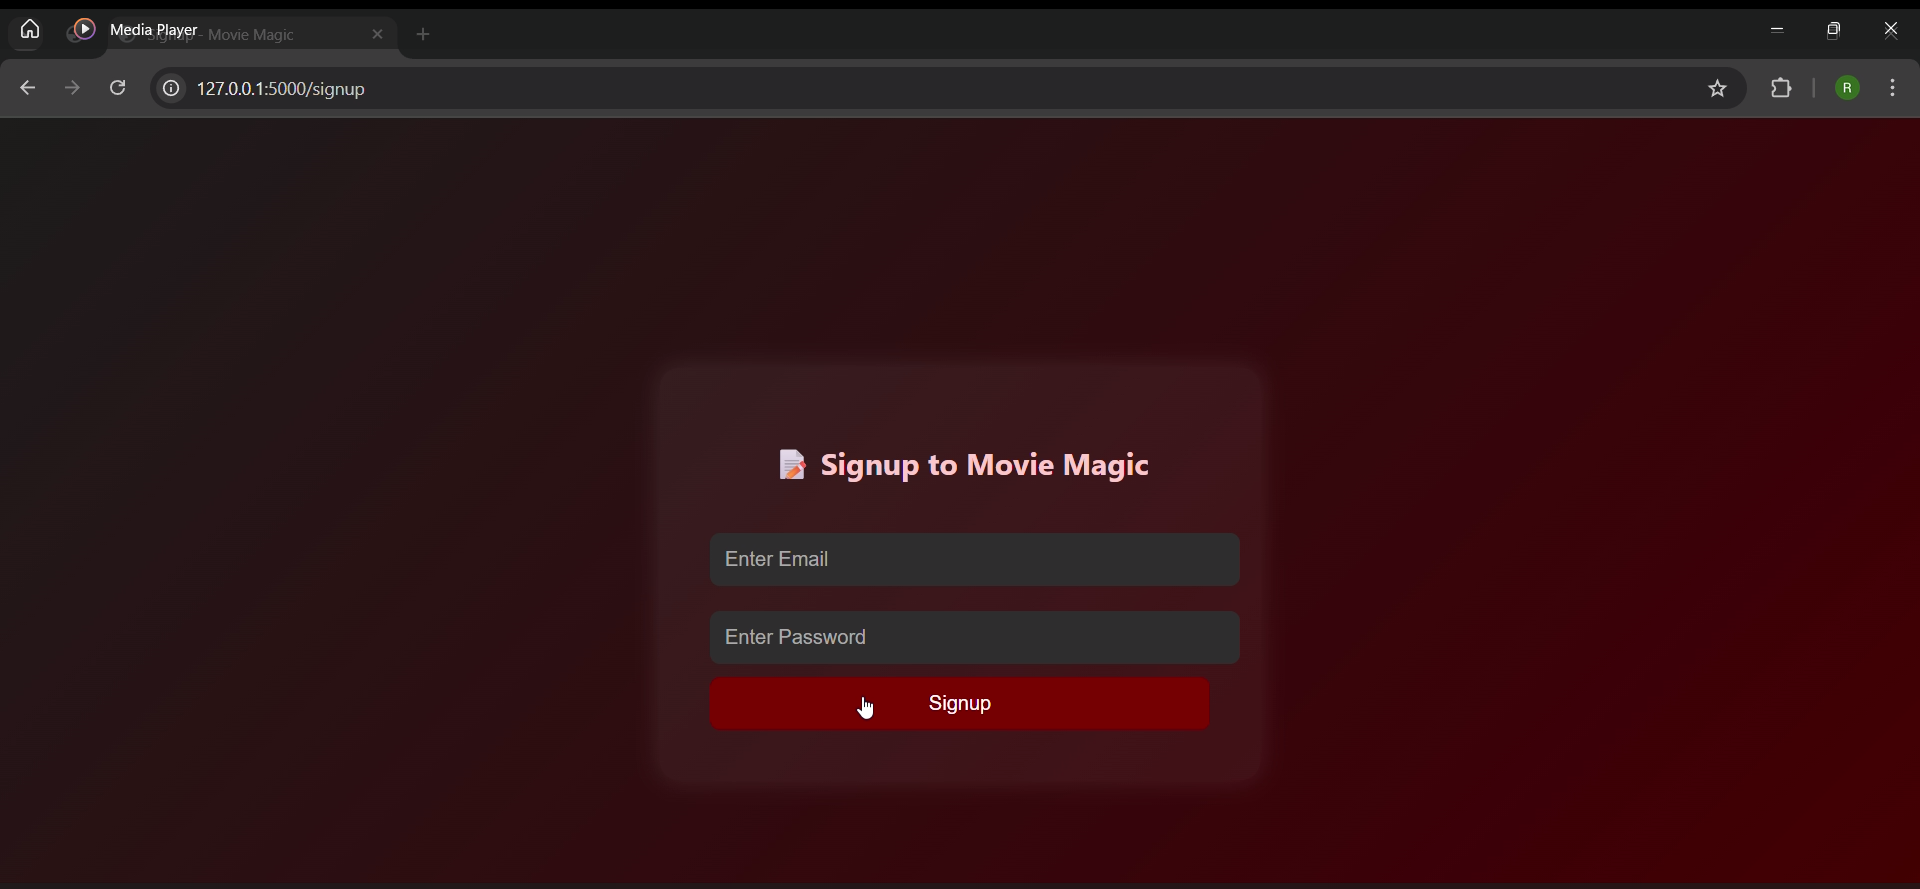 Media Player
Signup - Movie Magic
127.0.0.1:5000/signup
R
📝 Signup to Movie Magic
Enter Email
Enter Password
Signup